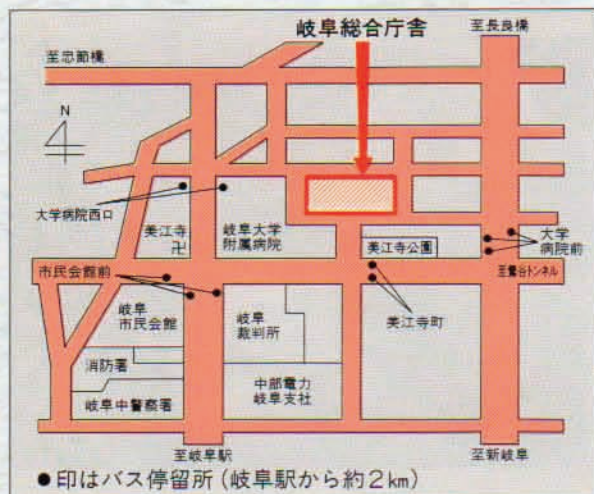 岐阜総合庁舎
至長良橋
至忠節橋
N
大学病院西口
美江寺
卍
岐阜大学
附属病院
美江寺公園
大学
病院前
市民会館前
至鶯谷トンネル
岐阜
市民会館
岐阜
裁判所
美江寺町
消防署
中部電力
岐阜支社
岐阜中警察署
至岐阜駅
至新岐阜
●印はバス停留所(岐阜駅から約2km)